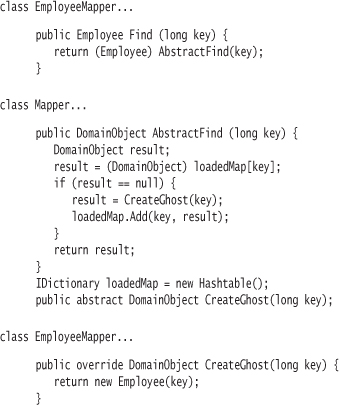 class EmployeeMapper...
public Employee Find (long key) {
return (Employee) AbstractFind(key);
}
class Mapper...
public DomainObject AbstractFind (long key) {
DomainObject result;
result = (DomainObject) loadedMap[key];
if (result == null) {
result = CreateGhost(key);
loadedMap.Add(key, result);
}
return result;
}
IDictionary loadedMap = new Hashtable();
public abstract DomainObject CreateGhost(long key);
class EmployeeMapper...
public override DomainObject CreateGhost(long key) {
return new Employee(key);
}